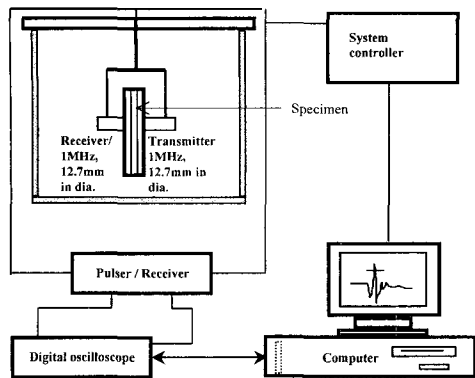 System
controller
Specimen
Receiver/
1MHz,
12.7mm
in dia.
Transmitter
1MHz,
12.7mm in
dia.
Pulser / Receiver
Digital oscilloscope
Computer